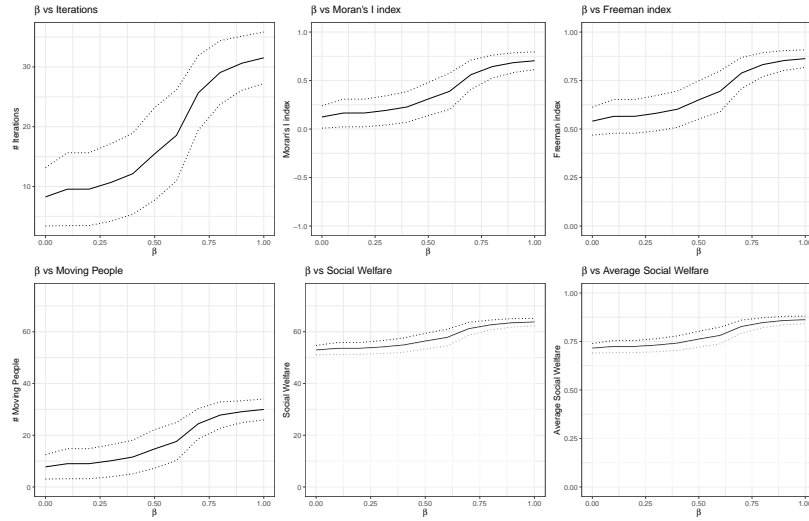 β vs Iterations
β vs Moran's I index
β vs Freeman index
# Iterations
30
20
10
0.00 0.25 0.50 0.75 1.00
β
Moran's I index
1.0
0.5
0.0
−0.5
−1.0
0.00 0.25 0.50 0.75 1.00
β
Freeman index
1.00
0.75
0.50
0.25
0.00
0.00 0.25 0.50 0.75 1.00
β
β vs Moving People
β vs Social Welfare
β vs Average Social Welfare
# Moving People
60
40
20
0
0.00 0.25 0.50 0.75 1.00
β
Social Welfare
60
40
20
0
0.00 0.25 0.50 0.75 1.00
β
Average Social Welfare
1.00
0.75
0.50
0.25
0.00
0.00 0.25 0.50 0.75 1.00
β